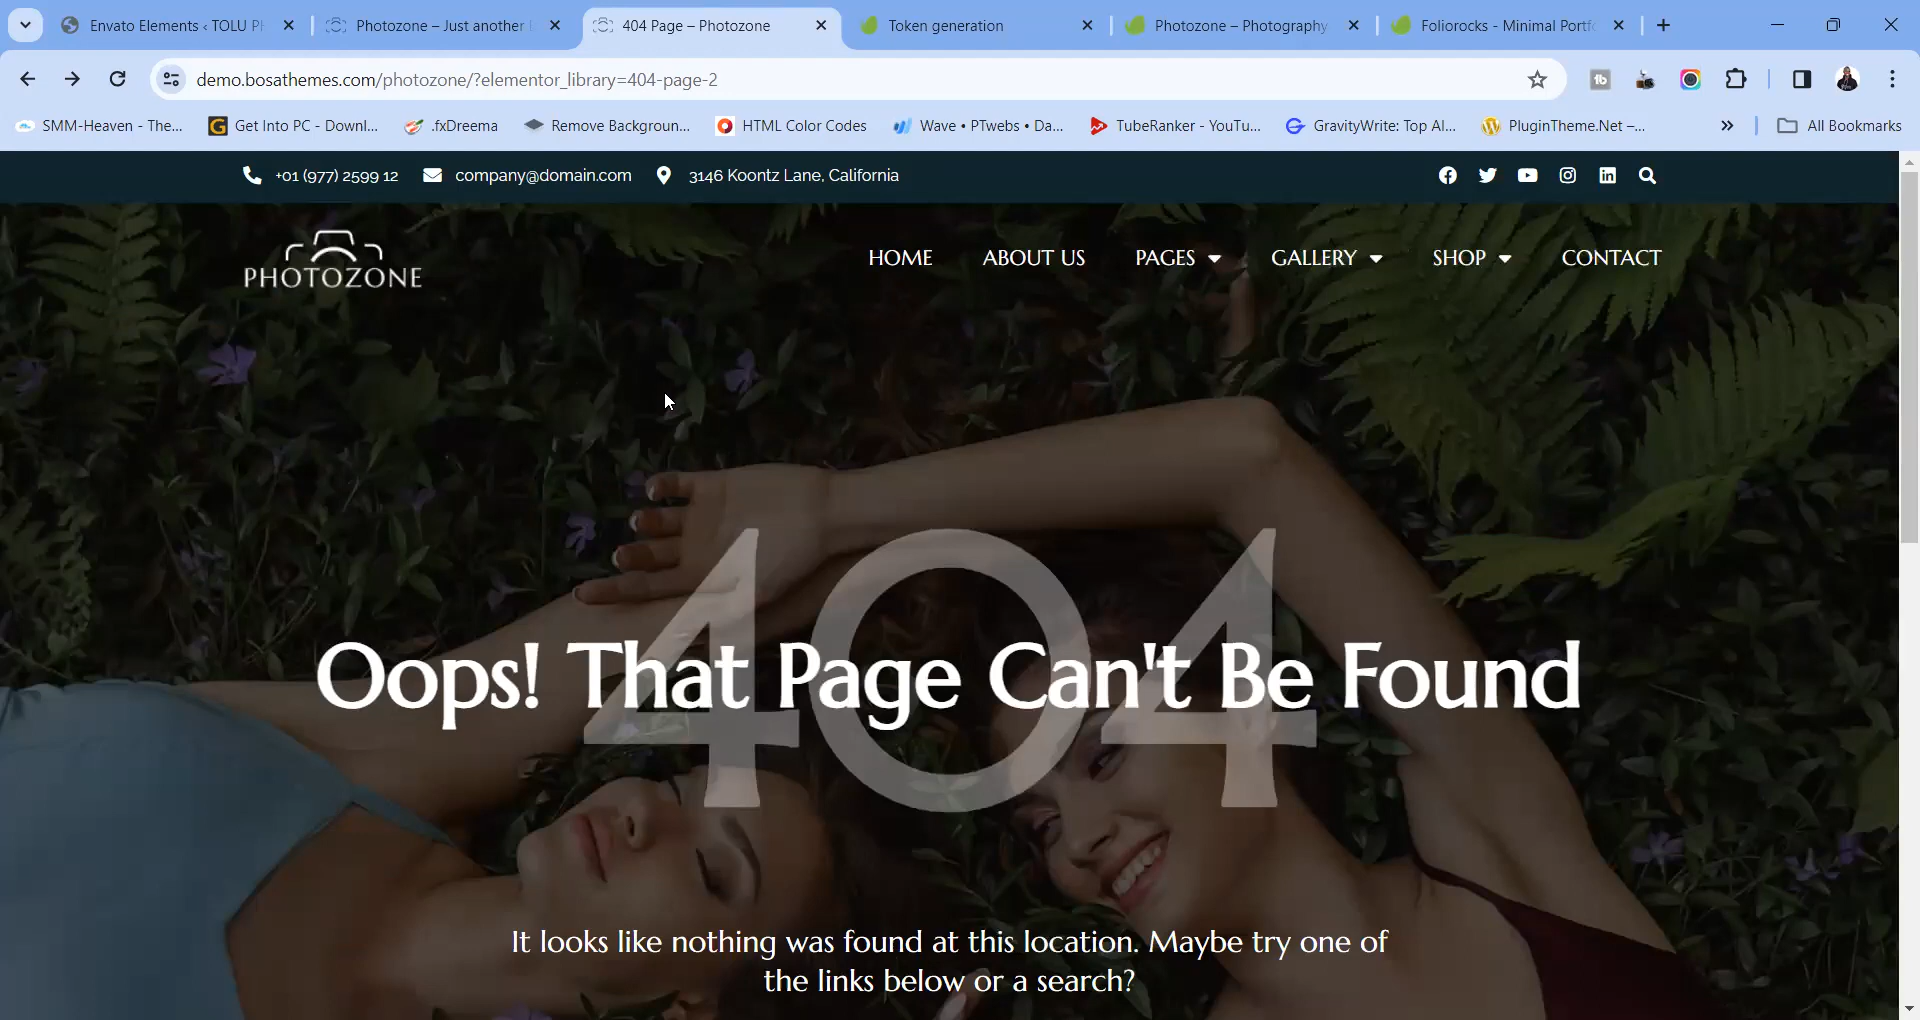 Envato Elements ‹ TOLU PI
Photozone – Just another
404 Page – Photozone
Token generation
Photozone – Photography
Foliorocks - Minimal Portf
demo.bosathemes.com/photozone/?elementor_library=404-page-2
SMM-Heaven - The...
Get Into PC - Downl...
.fxDreema
Remove Backgroun...
HTML Color Codes
Wave • PTwebs • Da...
TubeRanker - YouTu...
GravityWrite: Top Al...
PluginTheme.Net –...
All Bookmarks
+01 (977) 2599 12
company@domain.com
3146 Koontz Lane, California
PHOTOZONE
HOME
ABOUT US
PAGES
GALLERY
SHOP
CONTACT
404
Oops! That Page Can't Be Found
It looks like nothing was found at this location. Maybe try one of
the links below or a search?